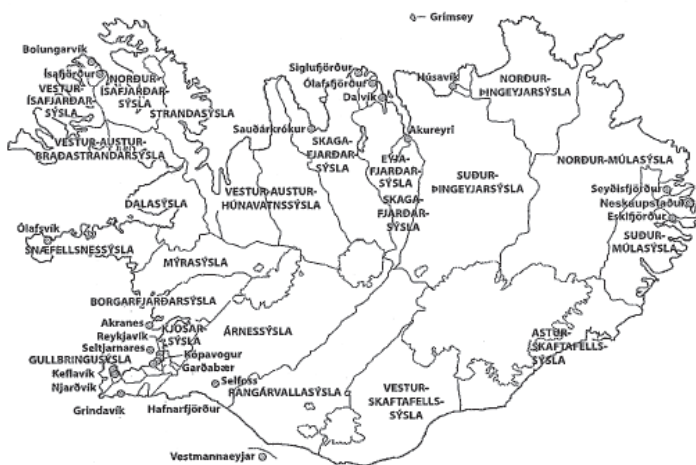 Grimsey
Bolungarvík
Ísafjörður
VESTUR-
ÍSAFJARÐAR-
SÝSLA
NORÐUR-
ÍSAFJARÐAR-
SÝSLA
STRANDASÝSLA
VESTUR-AUSTUR-
BRAÐASTRANDARSÝSLA
Siglufjörður
Ólafsfjörður
Dalvík
Húsavík
NORÐUR-
ÞINGEYJARSÝSLA
Sauðárkrókur
SKAGA-
FJARÐAR-
SÝSLA
Akureyri
EYJA-
FJARÐAR-
SÝSLA
SKAGA-
FJARÐAR-
SÝSLA
SUÐUR-
ÞINGEYJARSÝSLA
NORÐUR-MÚLASÝSLA
Seyðisfjörður
Neskaupstaður
Eskifjörður
SUÐUR-
MÚLASÝSLA
VESTUR-AUSTUR-
HÚNAVATNSSÝSLA
DALASÝSLA
Ólafsvík
SNÆFELLSNESSÝSLA
MÝRASÝSLA
BORGARFJARÐARSÝSLA
Akranes
Reykjavík
Seltjarnares
KJÓSAR-
SÝSLA
ÁRNESSÝSLA
GULLBRINGUSÝSLA
Keflavík
Njarðvík
Kópavogur
Garðabær
Selfoss
Grindavík
Hafnarfjörður
RANGÁRVALLASÝSLA
VESTUR-
SKAFTAFELLS-
SÝSLA
ASTUR-
SKAFTAFELLS-
SÝSLA
Vestmannaeyjar